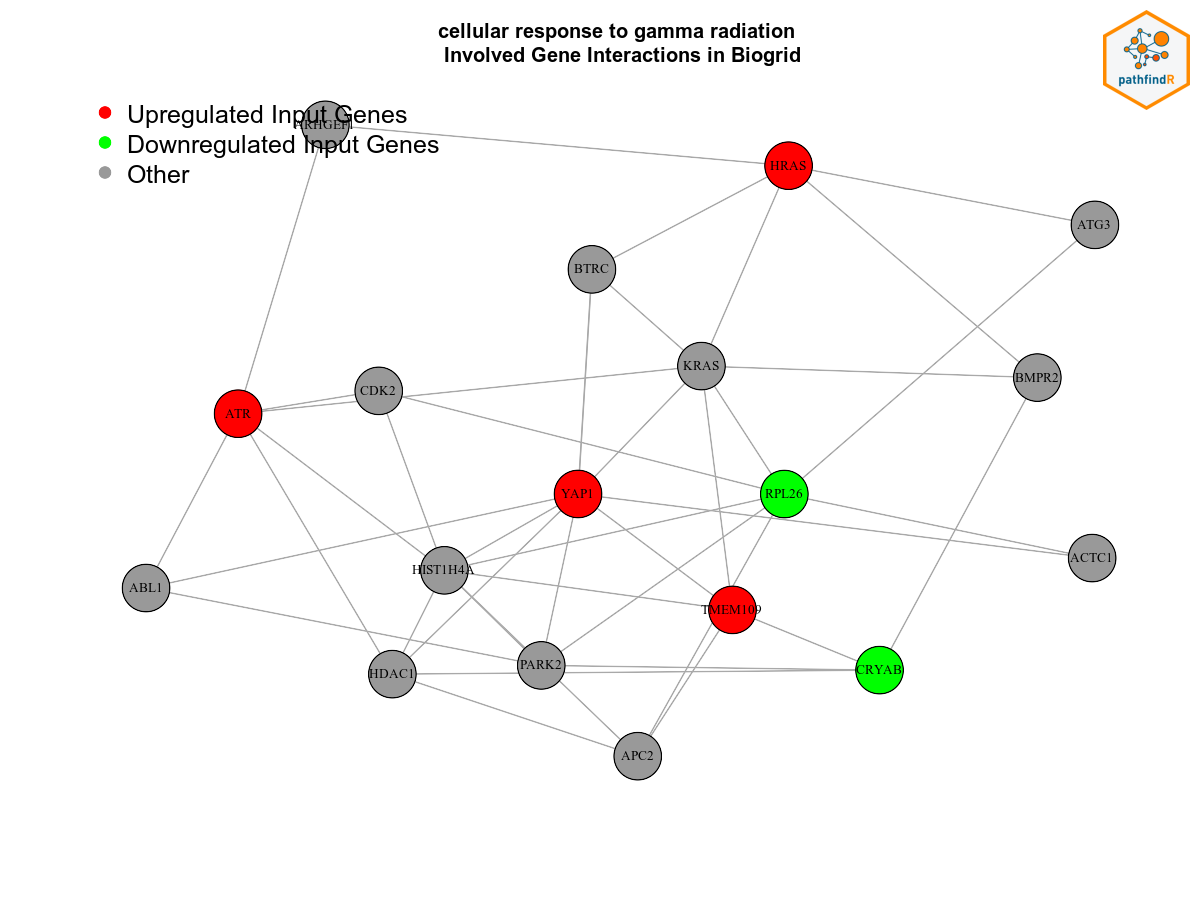 cellular response to gamma radiation
Involved Gene Interactions in Biogrid
pathfindR
Upregulated Input Genes
Downregulated Input Genes
Other
ARHGEF1
HRAS
ATG3
BTRC
KRAS
BMPR2
CDK2
ATR
YAP1
RPL26
ACTC1
HIST1H4A
ABL1
TMEM109
PARK2
HDAC1
CRYAB
APC2